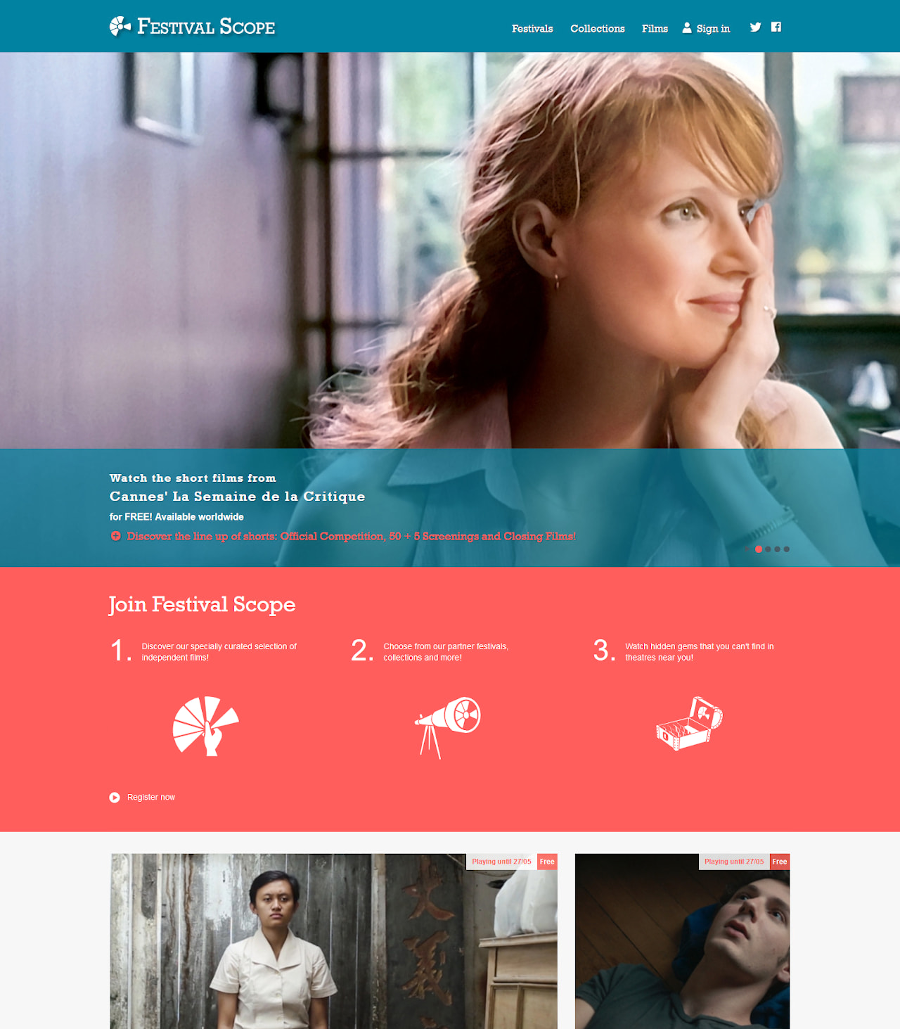 FESTIVAL SCOPE
Festivals Collections Films Sign in
Watch the short films from
Cannes' La Semaine de la Critique
for FREE! Available worldwide
Discover the line up of shorts: Official Competition, 50 + 5 Screenings and Closing Films!
Join Festival Scope
1. Discover our specially curated selection of
independent films!
2. Choose from our partner festivals,
collections and more!
3. Watch hidden gems that you can't find in
theatres near you!
Register now
Playing until 27/05 Free
Playing until 27/05 Free
大
義